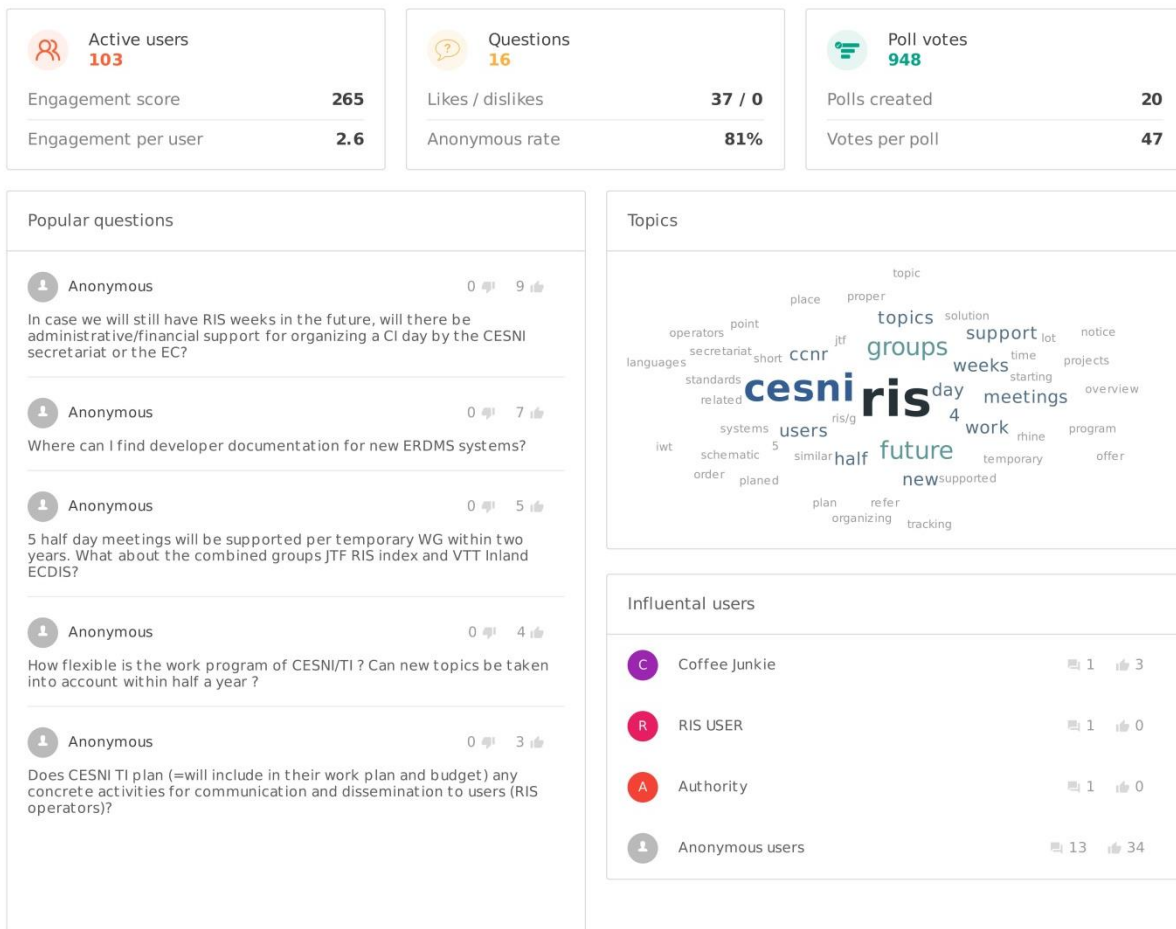 Active users
103
Engagement score 265
Engagement per user 2.6
Questions
16
Likes / dislikes 37 / 0
Anonymous rate 81%
Poll votes
948
Polls created 20
Votes per poll 47
Popular questions
Anonymous 0 9
In case we will still have RIS weeks in the future, will there be
administrative/financial support for organizing a CI day by the CESNI
secretariat or the EC?
Anonymous 0 7
Where can I find developer documentation for new ERDMS systems?
Anonymous 0 5
5 half day meetings will be supported per temporary WG within two
years. What about the combined groups JTF RIS index and VTT Inland
ECDIS?
Anonymous 0 4
How flexible is the work program of CESNI/TI ? Can new topics be taken
into account within half a year ?
Anonymous 0 3
Does CESNI TI plan (=will include in their work plan and budget) any
concrete activities for communication and dissemination to users (RIS
operators)?
Topics
topic
place proper
topics solution
operators point support lot notice
jtf groups
languages secretariat short ccnr weeks time projects
standards cesni ris day starting overview
related meetings
ris/g 4
systems users work rhine program
iwt schematic 5 similar half future temporary offer
order planed new supported
plan refer
organizing tracking
Influental users
C Coffee Junkie 1 3
R RIS USER 1 0
A Authority 1 0
Anonymous users 13 34